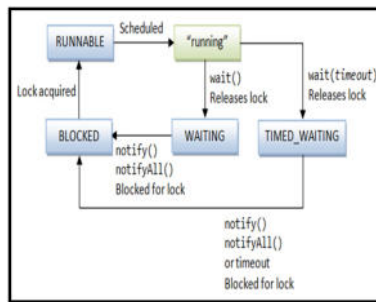 RUNNABLE
Scheduled
"running"
wait()
Releases lock
wait(timeout)
Releases lock
Lock acquired
BLOCKED
WAITING
TIMED_WAITING
notify()
notifyAll()
Blocked for lock
notify()
notifyAll()
or timeout
Blocked for lock